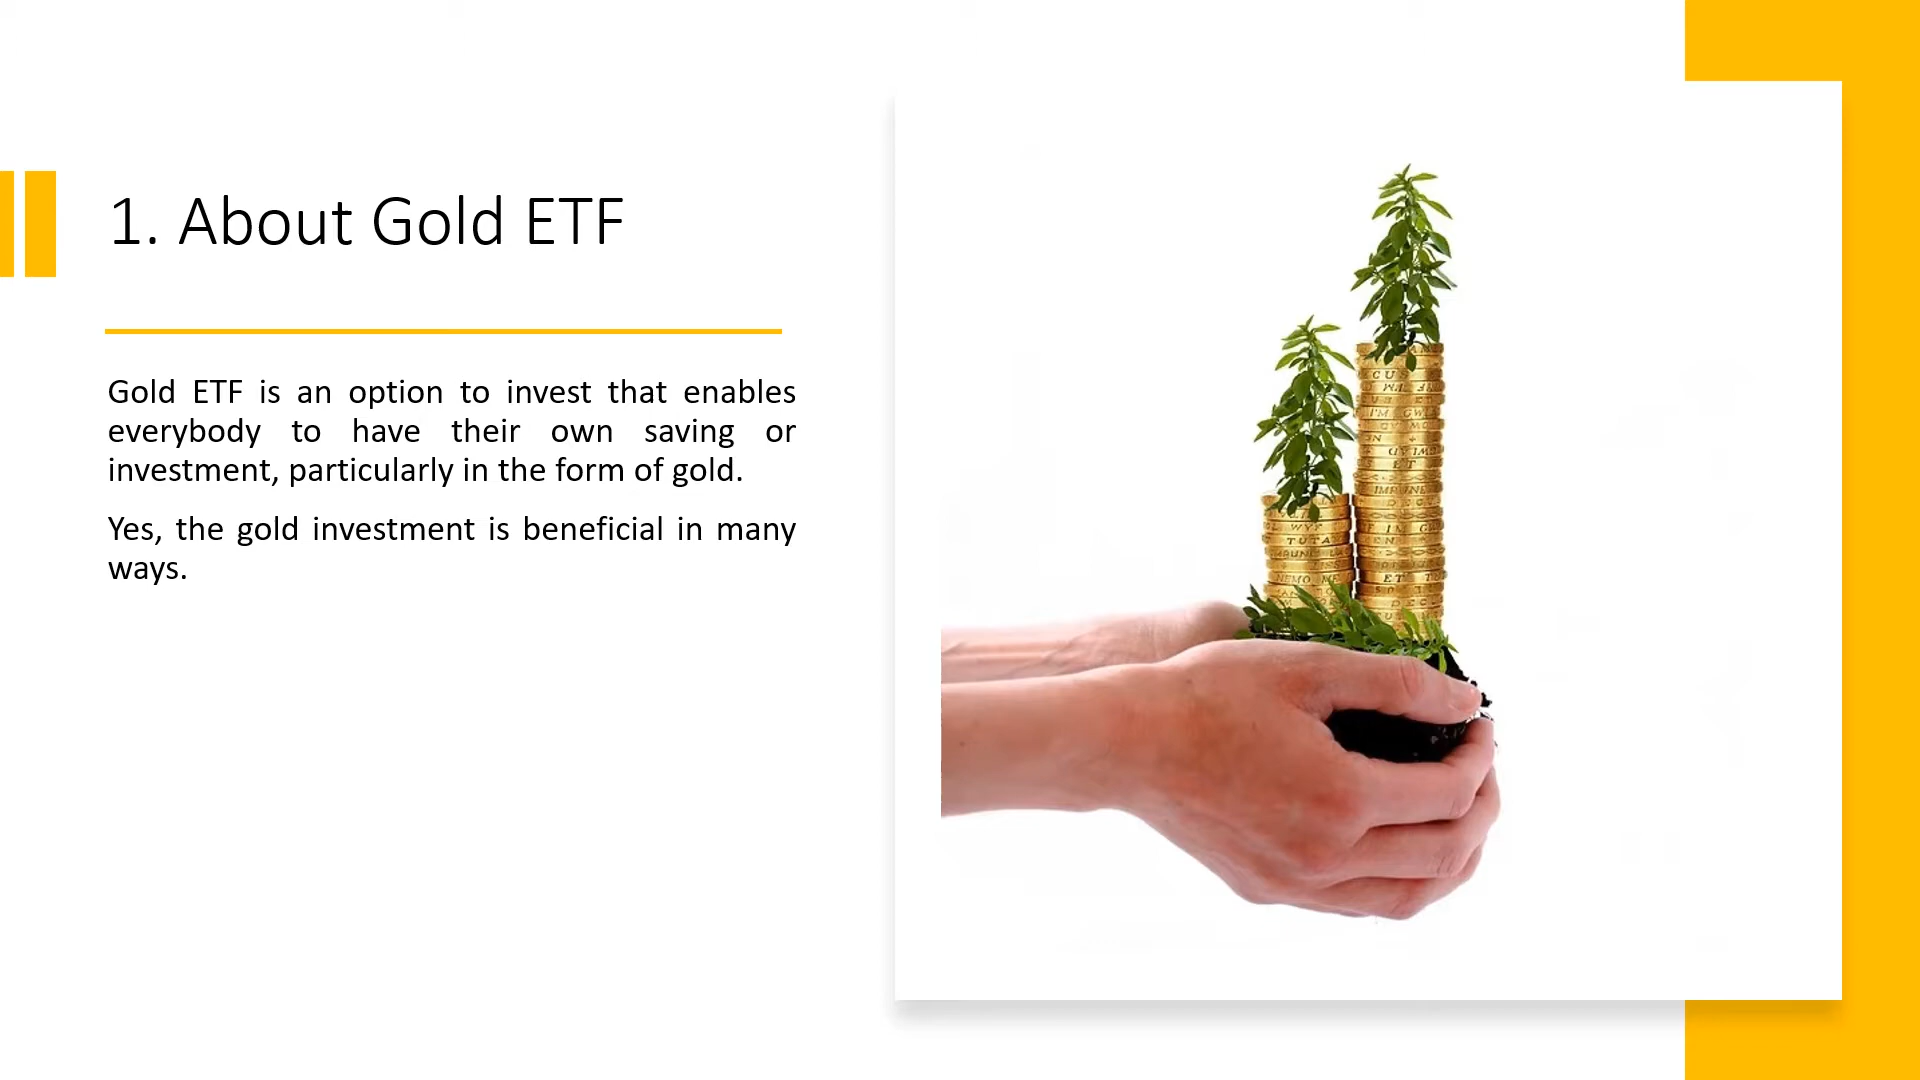 1. About Gold ETF
Gold ETF is an option to invest that enables
everybody to have their own saving or
investment, particularly in the form of gold.
Yes, the gold investment is beneficial in many
ways.